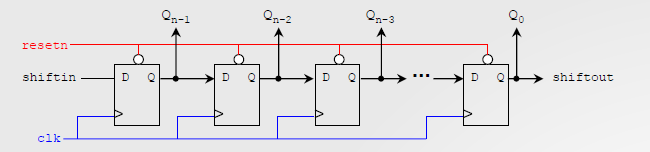 Qn-1 Qn-2 Qn-3 Q0
resetn
shiftin D Q D Q D Q ... D Q shiftout
clk